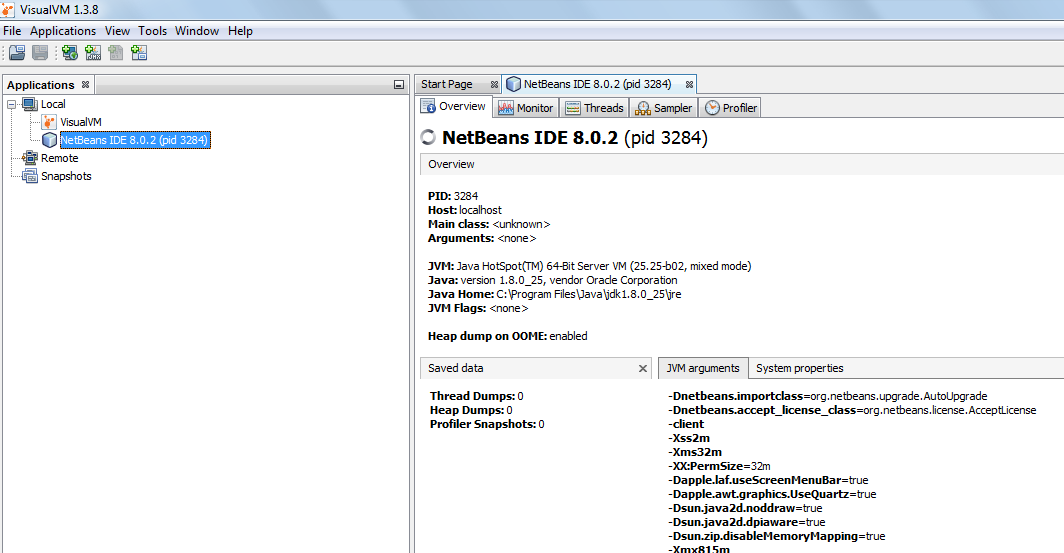 VisualVM 1.3.8
File Applications View Tools Window Help
Applications
Local
VisualVM
NetBeans IDE 8.0.2 (pid 3284)
Remote
Snapshots
Start Page NetBeans IDE 8.0.2 (pid 3284)
Overview Monitor Threads Sampler Profiler
NetBeans IDE 8.0.2 (pid 3284)
Overview
PID: 3284
Host: localhost
Main class: <unknown>
Arguments: <none>
JVM: Java HotSpot(TM) 64-Bit Server VM (25.25-b02, mixed mode)
Java: version 1.8.0_25, vendor Oracle Corporation
Java Home: C:\Program Files\Java\jdk1.8.0_25\jre
JVM Flags: <none>
Heap dump on OOME: enabled
Saved data
Thread Dumps: 0
Heap Dumps: 0
Profiler Snapshots: 0
JVM arguments System properties
-Dnetbeans.importclass=org.netbeans.upgrade.AutoUpgrade
-Dnetbeans.accept_license_class=org.netbeans.license.AcceptLicense
-client
-Xss2m
-Xms32m
-XX:PermSize=32m
-Dapple.laf.useScreenMenuBar=true
-Dapple.awt.graphics.UseQuartz=true
-Dsun.java2d.noddraw=true
-Dsun.java2d.dpiaware=true
-Dsun.zip.disableMemoryMapping=true
-Xmx815m